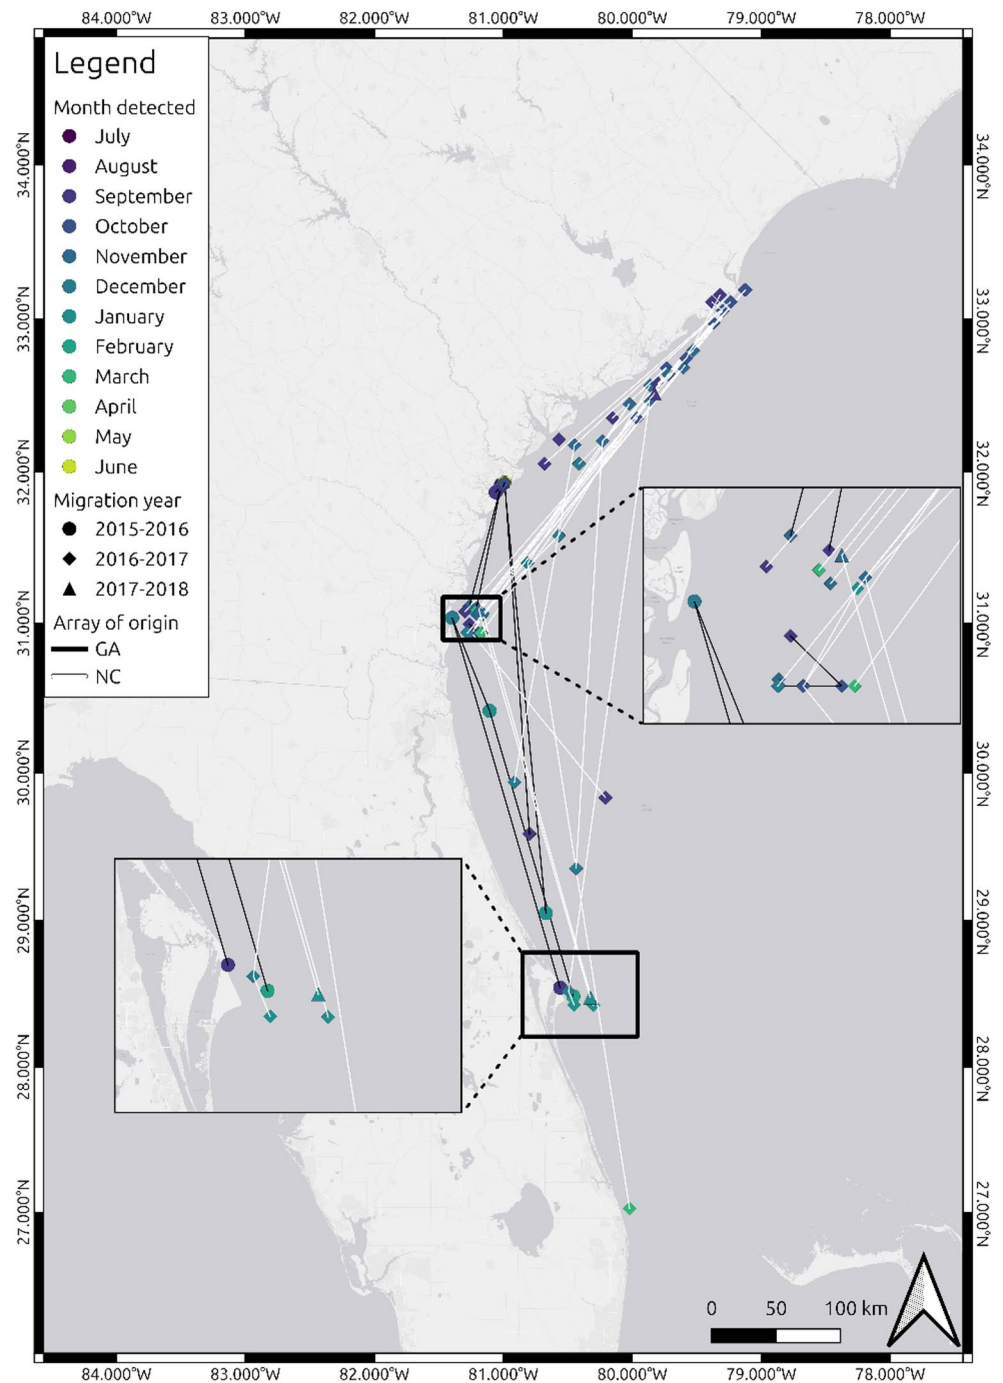 84.000°W 83.000°W 82.000°W 81.000°W 80.000°W 79.000°W 78.000°W
Legend
Month detected
July
August
September
October
November
December
January
February
March
April
May
June
Migration year
2015-2016
2016-2017
2017-2018
Array of origin
GA
NC
34.000°N
33.000°N
32.000°N
31.000°N
30.000°N
29.000°N
28.000°N
27.000°N
34.000°N
33.000°N
32.000°N
31.000°N
30.000°N
29.000°N
28.000°N
27.000°N
0 50 100 km
84.000°W 83.000°W 82.000°W 81.000°W 80.000°W 79.000°W 78.000°W